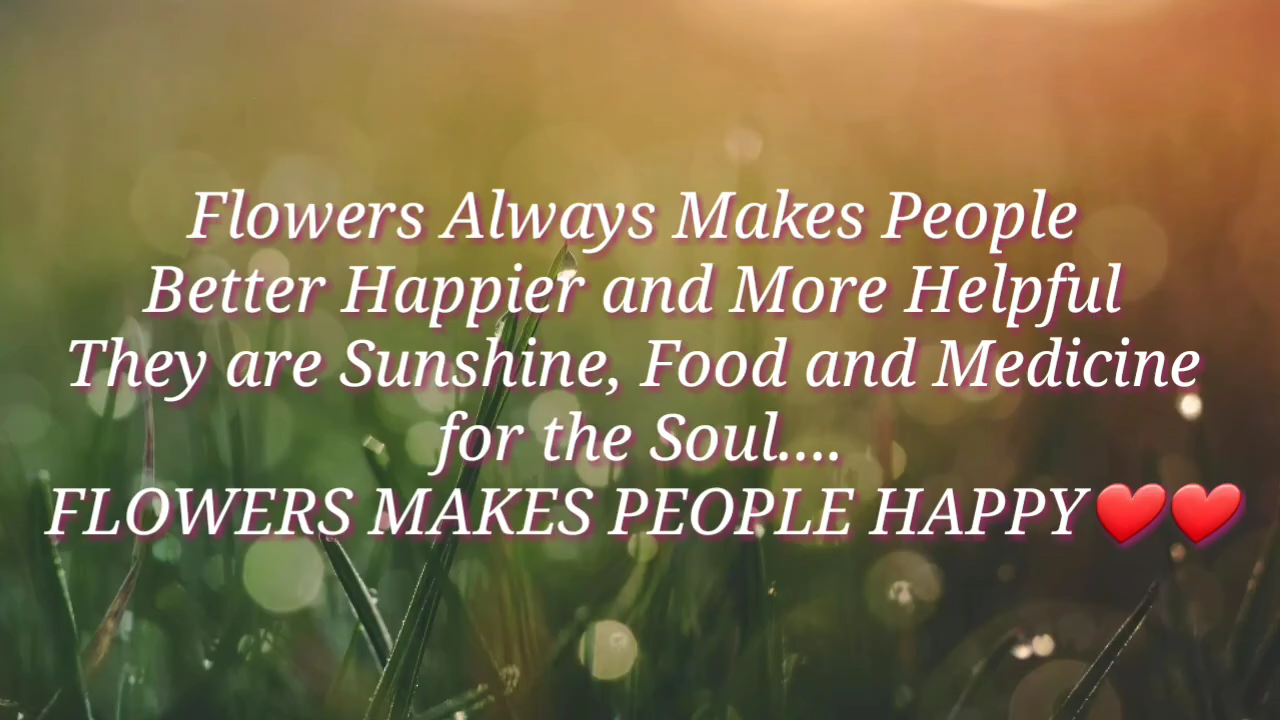 Flowers Always Makes People
Better Happier and More Helpful
They are Sunshine, Food and Medicine
for the Soul....
FLOWERS MAKES PEOPLE HAPPY❤️❤️